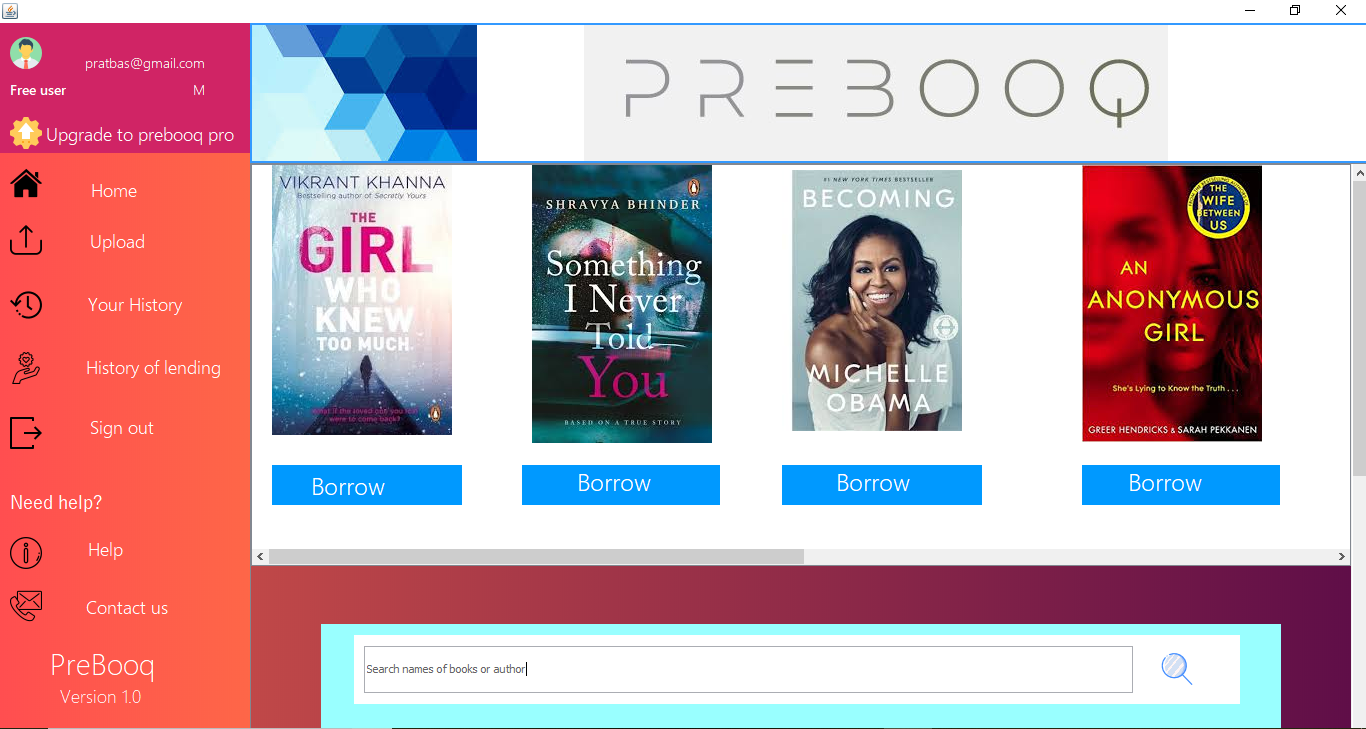 pratbas@gmail.com
Free user M
Upgrade to prebooq pro
Home
Upload
Your History
History of lending
Sign out
Need help?
Help
Contact us
PreBooq
Version 1.0
PREBOOQ
VIKRANT KHANNA
Bestselling author of Secretly Yours
THE
GIRL
WHO
KNEW
TOO MUCH.
What if the loved one you lost
were to come back?
SHRAVYA BHINDER
Something
I Never
Told
You
BASED ON A TRUE STORY
#1 NEW YORK TIMES BESTSELLER
BECOMING
MICHELLE
OBAMA
THE
WIFE
BETWEEN
US
AN
ANONYMOUS
GIRL
She's Lying to Know the Truth . . .
GREER HENDRICKS & SARAH PEKKANEN
Borrow
Borrow
Borrow
Borrow
Search names of books or author